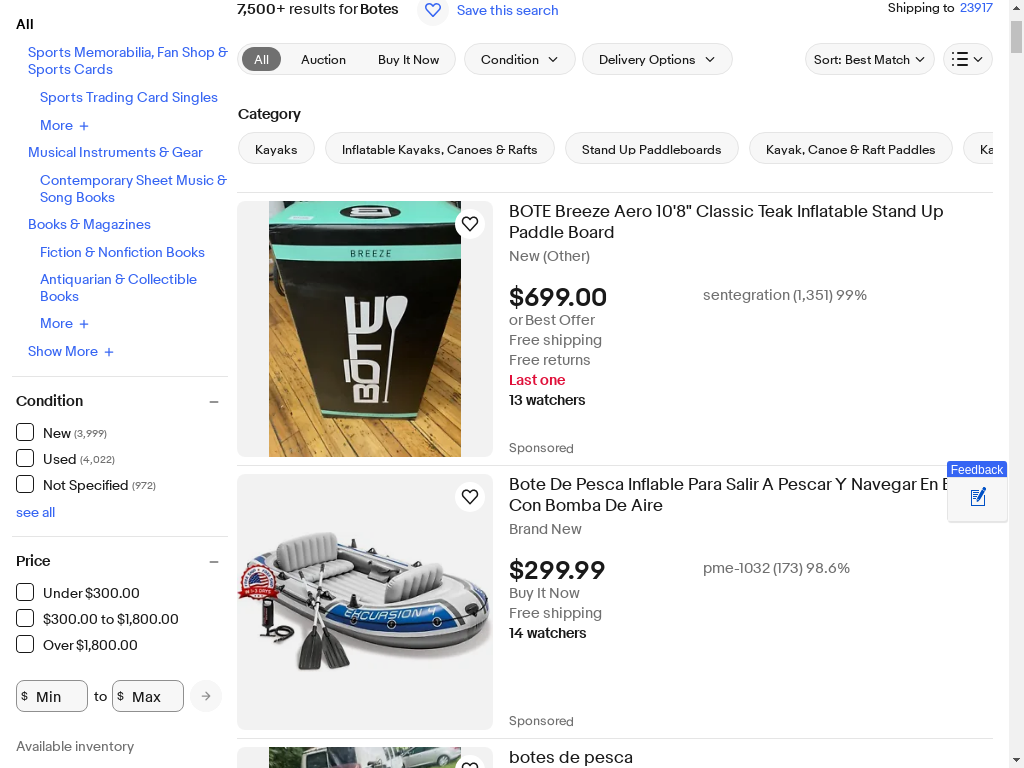 7,500+ results for Botes
Save this search
Shipping to 23917
All
Sports Memorabilia, Fan Shop &
Sports Cards
Sports Trading Card Singles
More +
Musical Instruments & Gear
Contemporary Sheet Music &
Song Books
Books & Magazines
Fiction & Nonfiction Books
Antiquarian & Collectible
Books
More +
Show More +
Condition
New (3,999)
Used (4,022)
Not Specified (972)
see all
Price
Under $300.00
$300.00 to $1,800.00
Over $1,800.00
$ Min to $ Max
Available inventory
All Auction Buy It Now Condition Delivery Options Sort: Best Match
Category
Kayaks Inflatable Kayaks, Canoes & Rafts Stand Up Paddleboards Kayak, Canoe & Raft Paddles Ka
BREEZE
BOTE
BOTE Breeze Aero 10'8" Classic Teak Inflatable Stand Up
Paddle Board
New (Other)
$699.00
sentegration (1,351) 99%
or Best Offer
Free shipping
Free returns
Last one
13 watchers
Sponsored
Feedback
EXCURSION 4
Bote De Pesca Inflable Para Salir A Pescar Y Navegar En
Con Bomba De Aire
Brand New
$299.99
pme-1032 (173) 98.6%
Buy It Now
Free shipping
14 watchers
Sponsored
botes de pesca